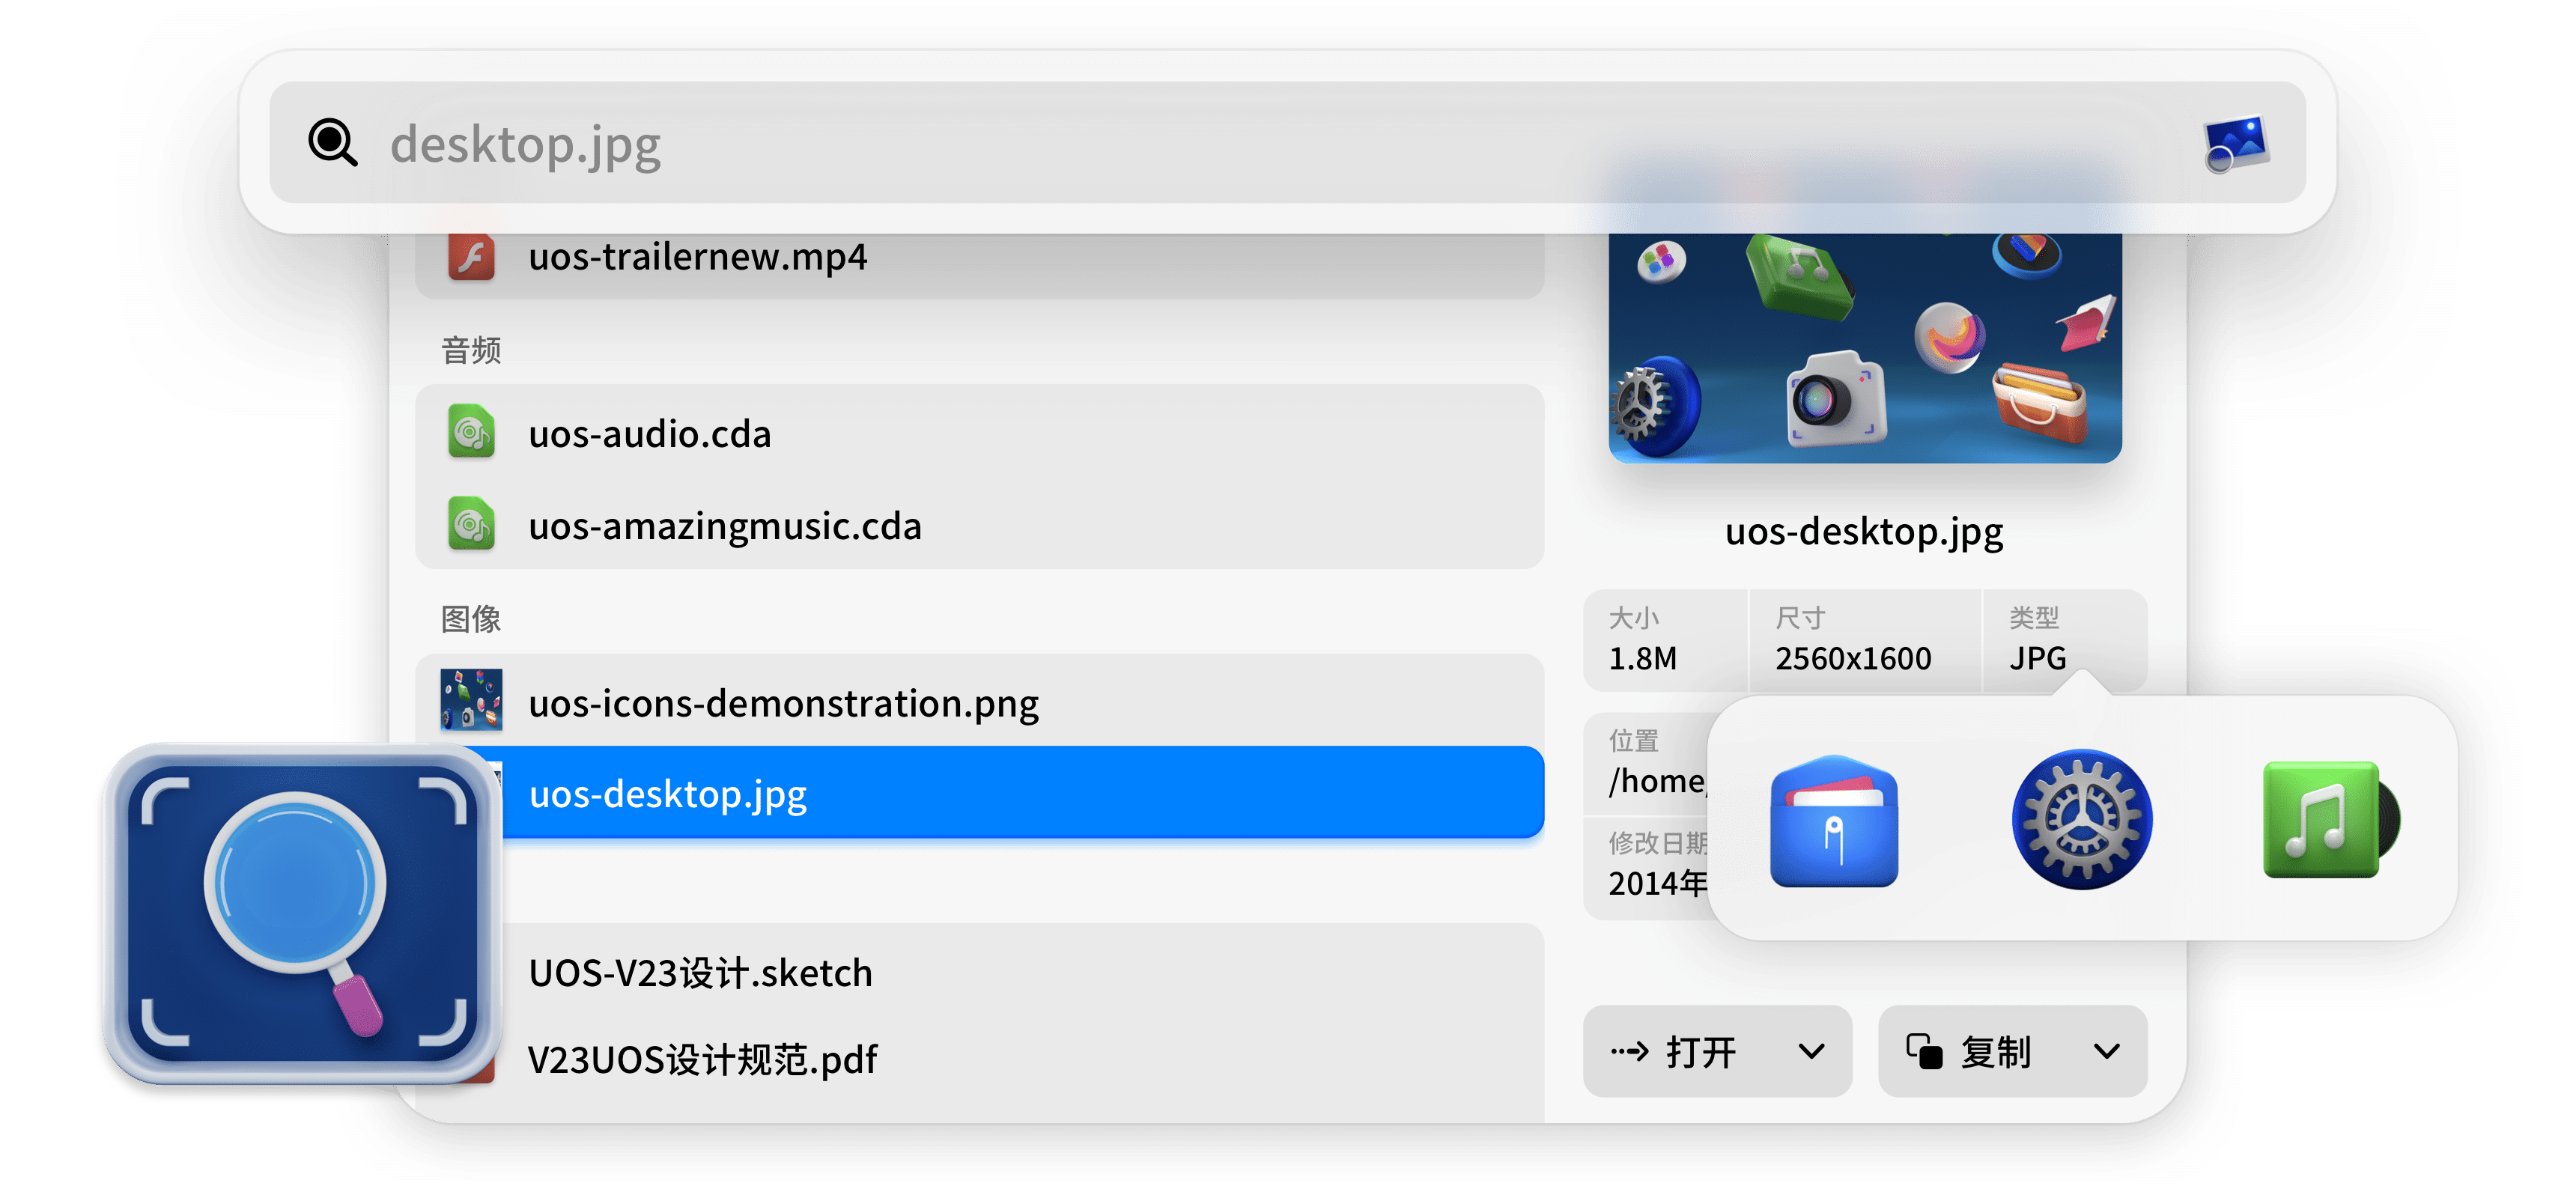 desktop.jpg
uos-trailernew.mp4
音频
uos-audio.cda
uos-amazingmusic.cda
图像
uos-icons-demonstration.png
uos-desktop.jpg
UOS-V23设计.sketch
V23UOS设计规范.pdf
uos-desktop.jpg
大小
1.8M
尺寸
2560x1600
类型
JPG
位置
/home/
修改日期
2014年
打开
复制